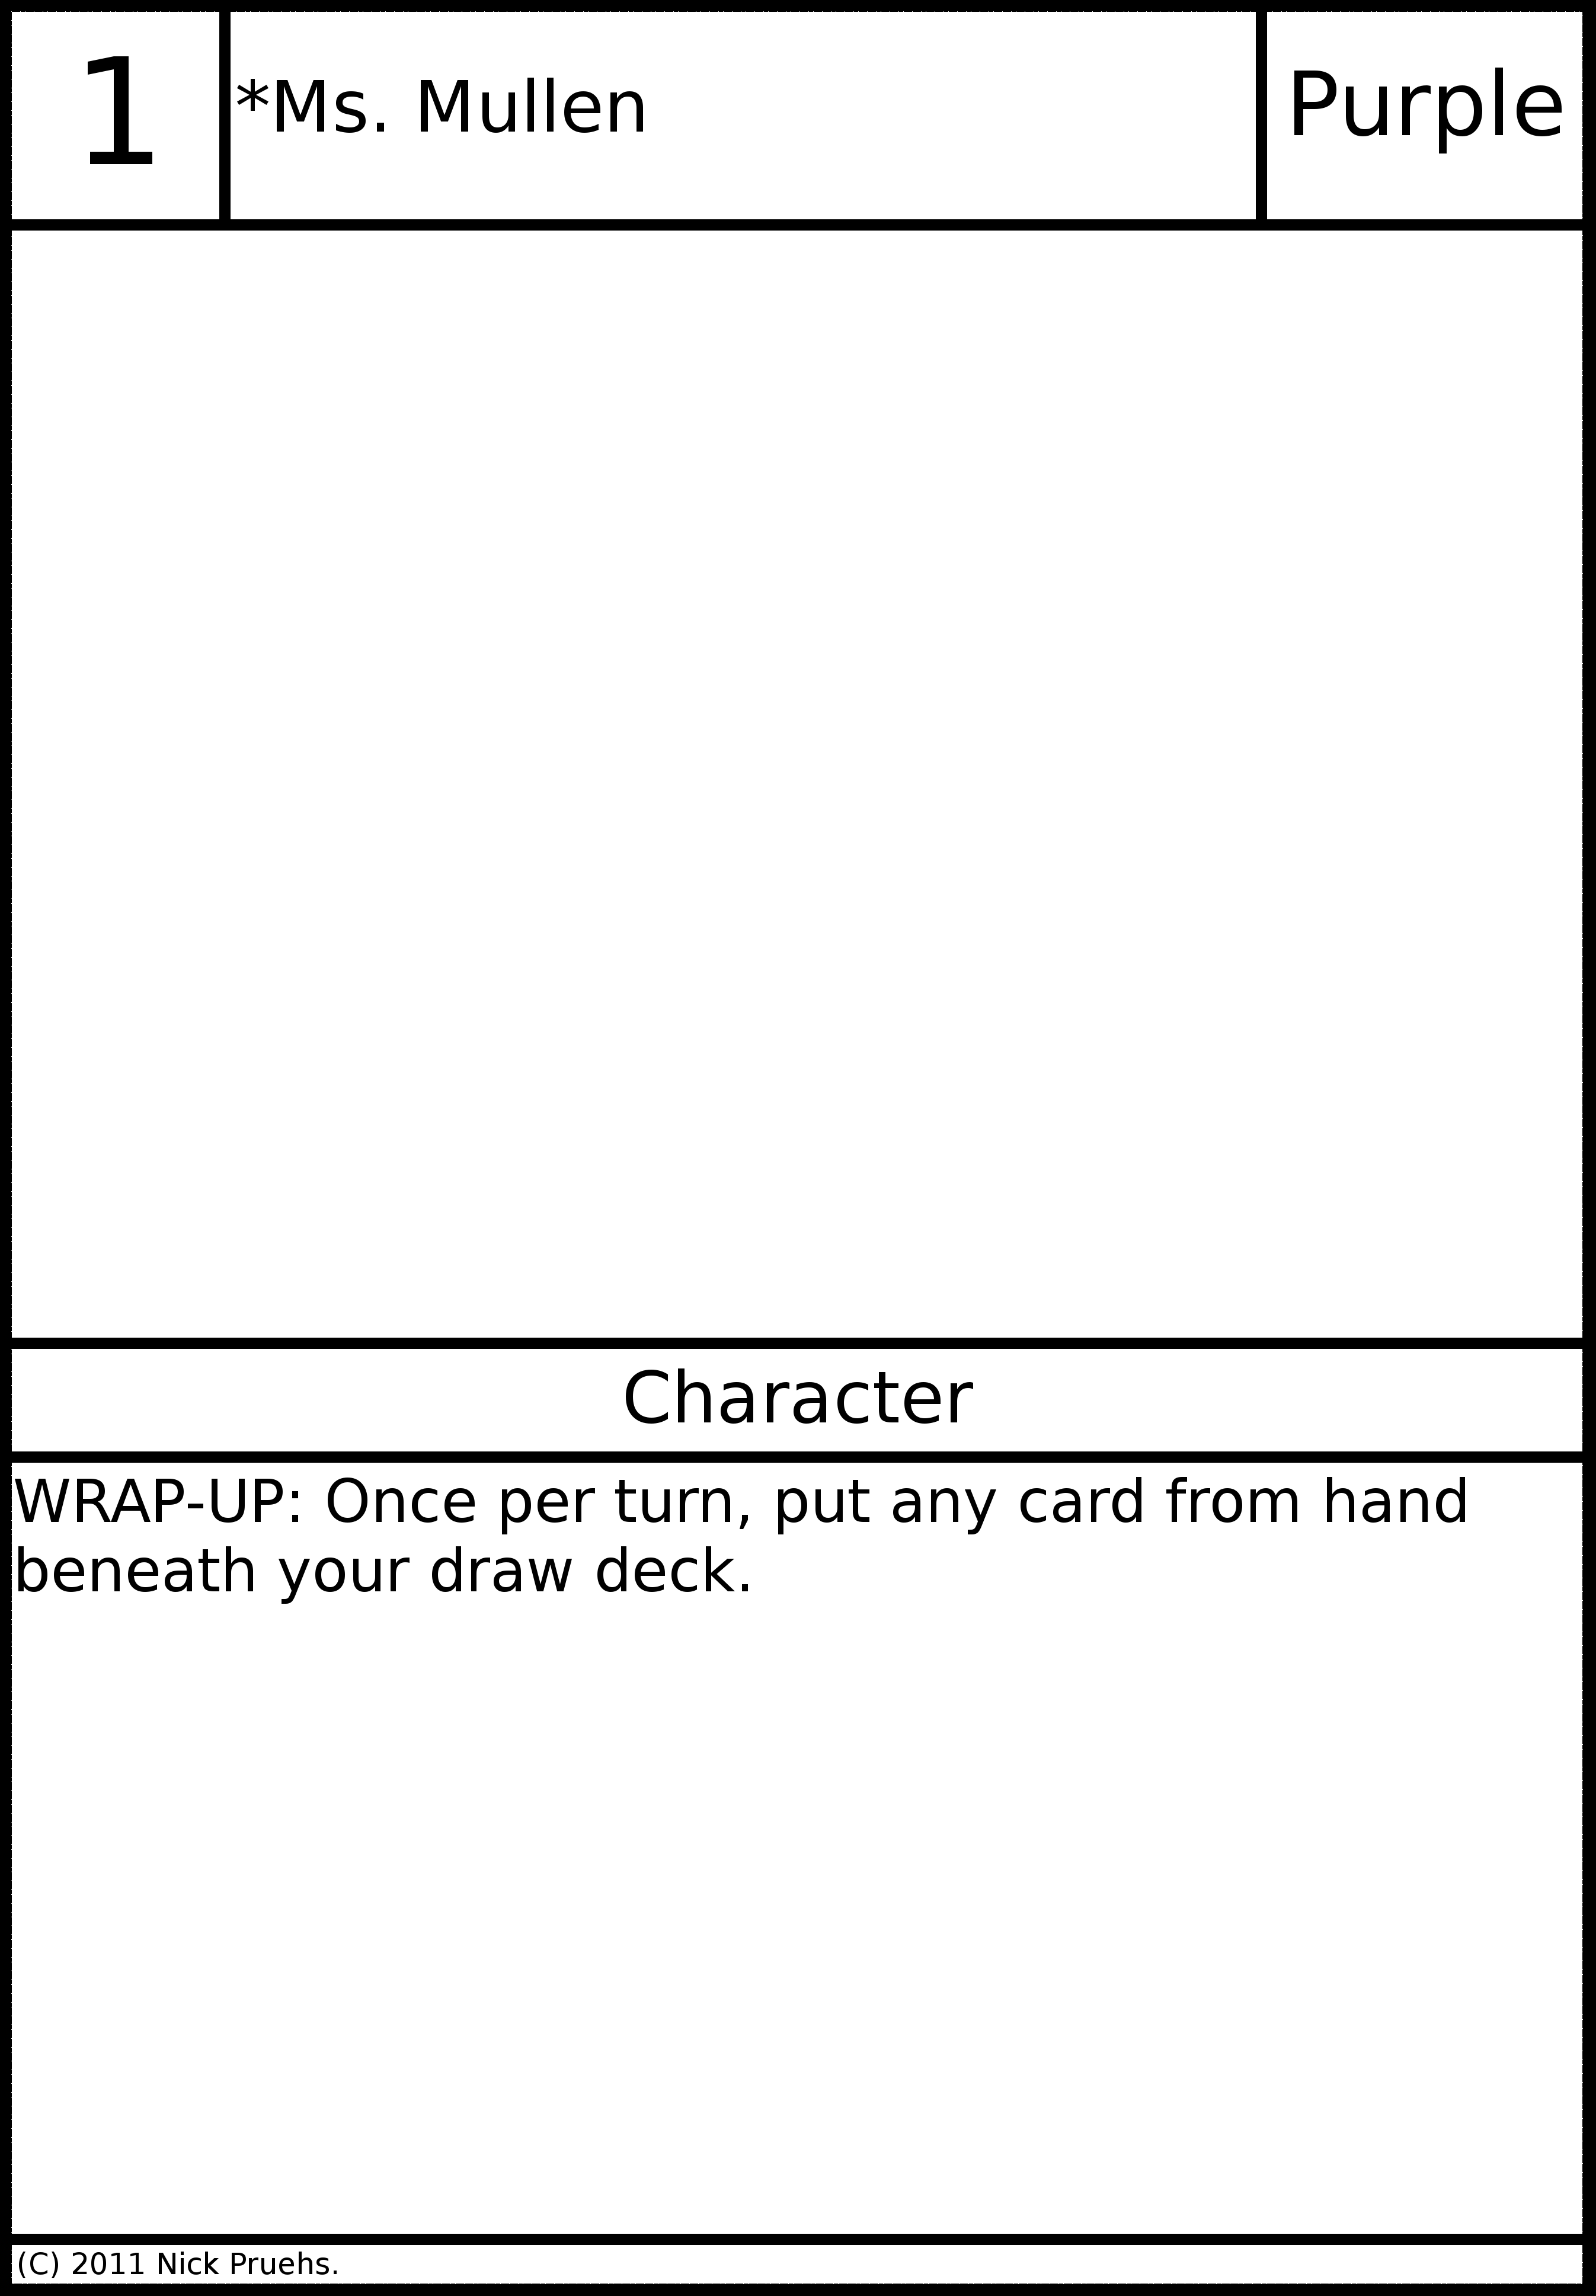 1
*Ms. Mullen
Purple
Character
WRAP-UP: Once per turn, put any card from hand
beneath your draw deck.
(C) 2011 Nick Pruehs.